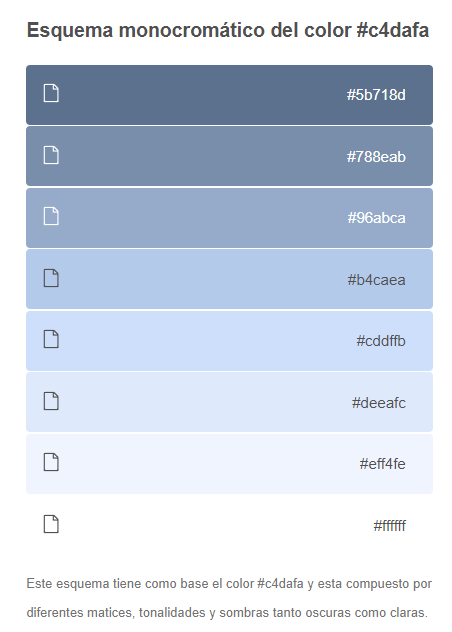 Esquema monocromático del color #c4dafa
#5b718d
#788eab
#96abca
#b4caea
#cddffb
#deeafc
#eff4fe
#ffffff
Este esquema tiene como base el color #c4dafa y esta compuesto por
diferentes matices, tonalidades y sombras tanto oscuras como claras.